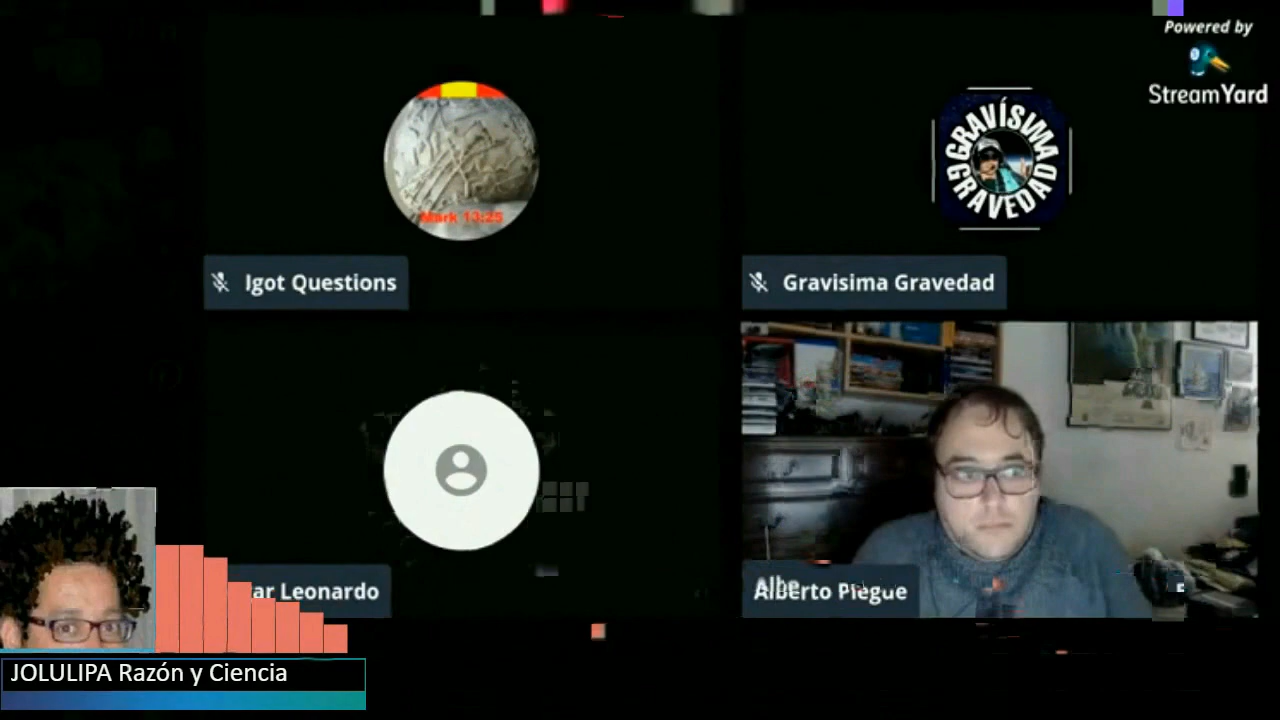 Powered by
StreamYard
GRAVÍSIMA
GRAVEDAD
Mark 13:25
Igot Questions
Gravisima Gravedad
ar Leonardo
Alberto Plegue
JOLULIPA Razón y Ciencia